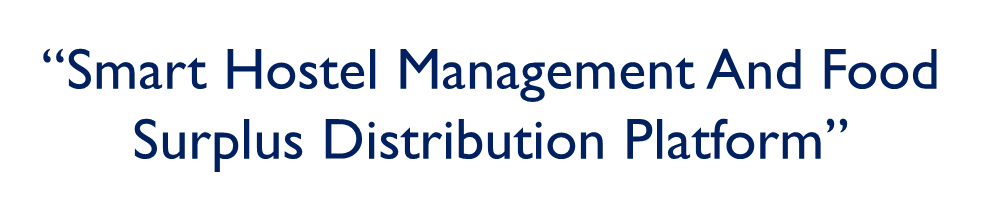 “Smart Hostel Management And Food
Surplus Distribution Platform”